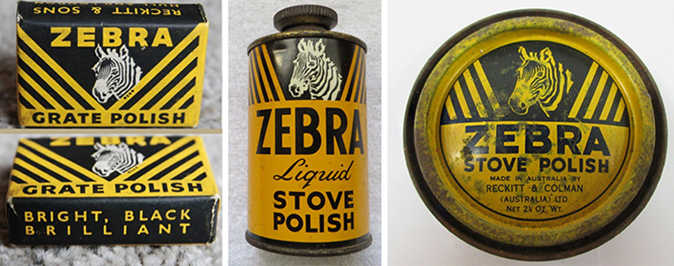 RECKITT & SONS
ZEBRA
GRATE POLISH
ZEBRA
GRATE POLISH
BRIGHT, BLACK
BRILLIANT
ZEBRA
Liquid
STOVE
POLISH
ZEBRA
STOVE POLISH
MADE IN AUSTRALIA BY
RECKITT & COLMAN
(AUSTRALIA) LTD
NET 2¼ OZ. WT.